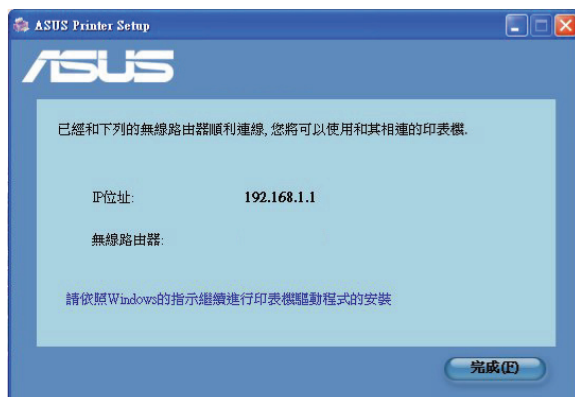 ASUS Printer Setup
ASUS
已經和下列的無線路由器順利連線, 您將可以使用和其相連的印表機.
IP位址: 192.168.1.1
無線路由器:
請依照Windows的指示繼續進行印表機驅動程式的安裝
完成(F)